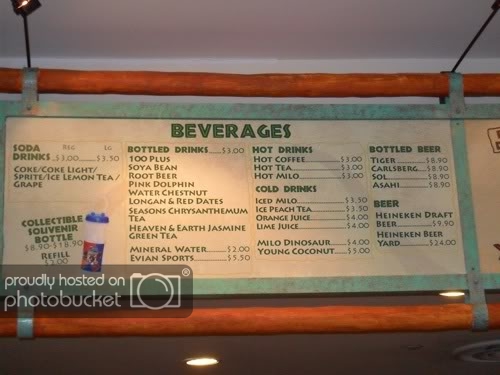 BEVERAGES
SODA REG LG
DRINKS $3.00 $3.50
COKE/COKE LIGHT/
SPRITE/ICE LEMON TEA/
GRAPE
COLLECTIBLE
SOUVENIR
BOTTLE
$8.90-$18.90
REFILL
$3.00
BOTTLED DRINKS $3.00
100 PLUS
SOYA BEAN
ROOT BEER
PINK DOLPHIN
WATER CHESTNUT
LONGAN & RED DATES
SEASONS CHRYSANTHEMUM
TEA
HEAVEN & EARTH JASMINE
GREEN TEA
MINERAL WATER $2.00
EVIAN SPORTS $5.50
HOT DRINKS
HOT COFFEE $3.00
HOT TEA $3.00
HOT MILO $3.00
COLD DRINKS
ICED MILO $3.50
ICE PEACH TEA $3.50
ORANGE JUICE $4.00
LIME JUICE $4.00
MILO DINOSAUR $4.00
YOUNG COCONUT $5.00
BOTTLED BEER
TIGER $8.90
CARLSBERG $8.90
SOL $8.90
ASAHI $8.90
BEER
HEINEKEN DRAFT
BEER $9.90
HEINEKEN BEER
YARD $24.00
proudly hosted on
photobucket